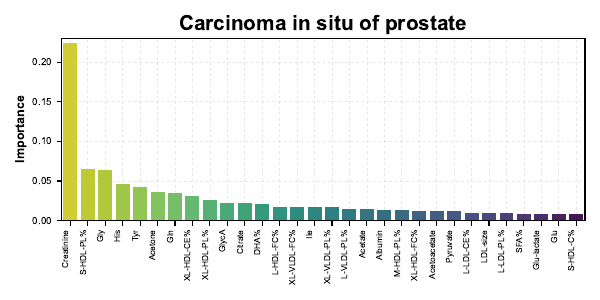 Carcinoma in situ of prostate
Importance
0.20
0.15
0.10
0.05
0.00
Creatinine
S-HDL-PL%
Gly
His
Tyr
Acetone
Gln
XL-HDL-CE%
XL-HDL-PL%
GlycA
Citrate
DHA%
L-HDL-FC%
XL-VLDL-FC%
Ile
XL-VLDL-PL%
L-VLDL-PL%
Acetate
Albumin
M-HDL-PL%
XL-HDL-FC%
Acetoacetate
Pyruvate
L-LDL-CE%
LDL-size
L-LDL-PL%
SFA%
Glu-lactate
Glu
S-HDL-C%